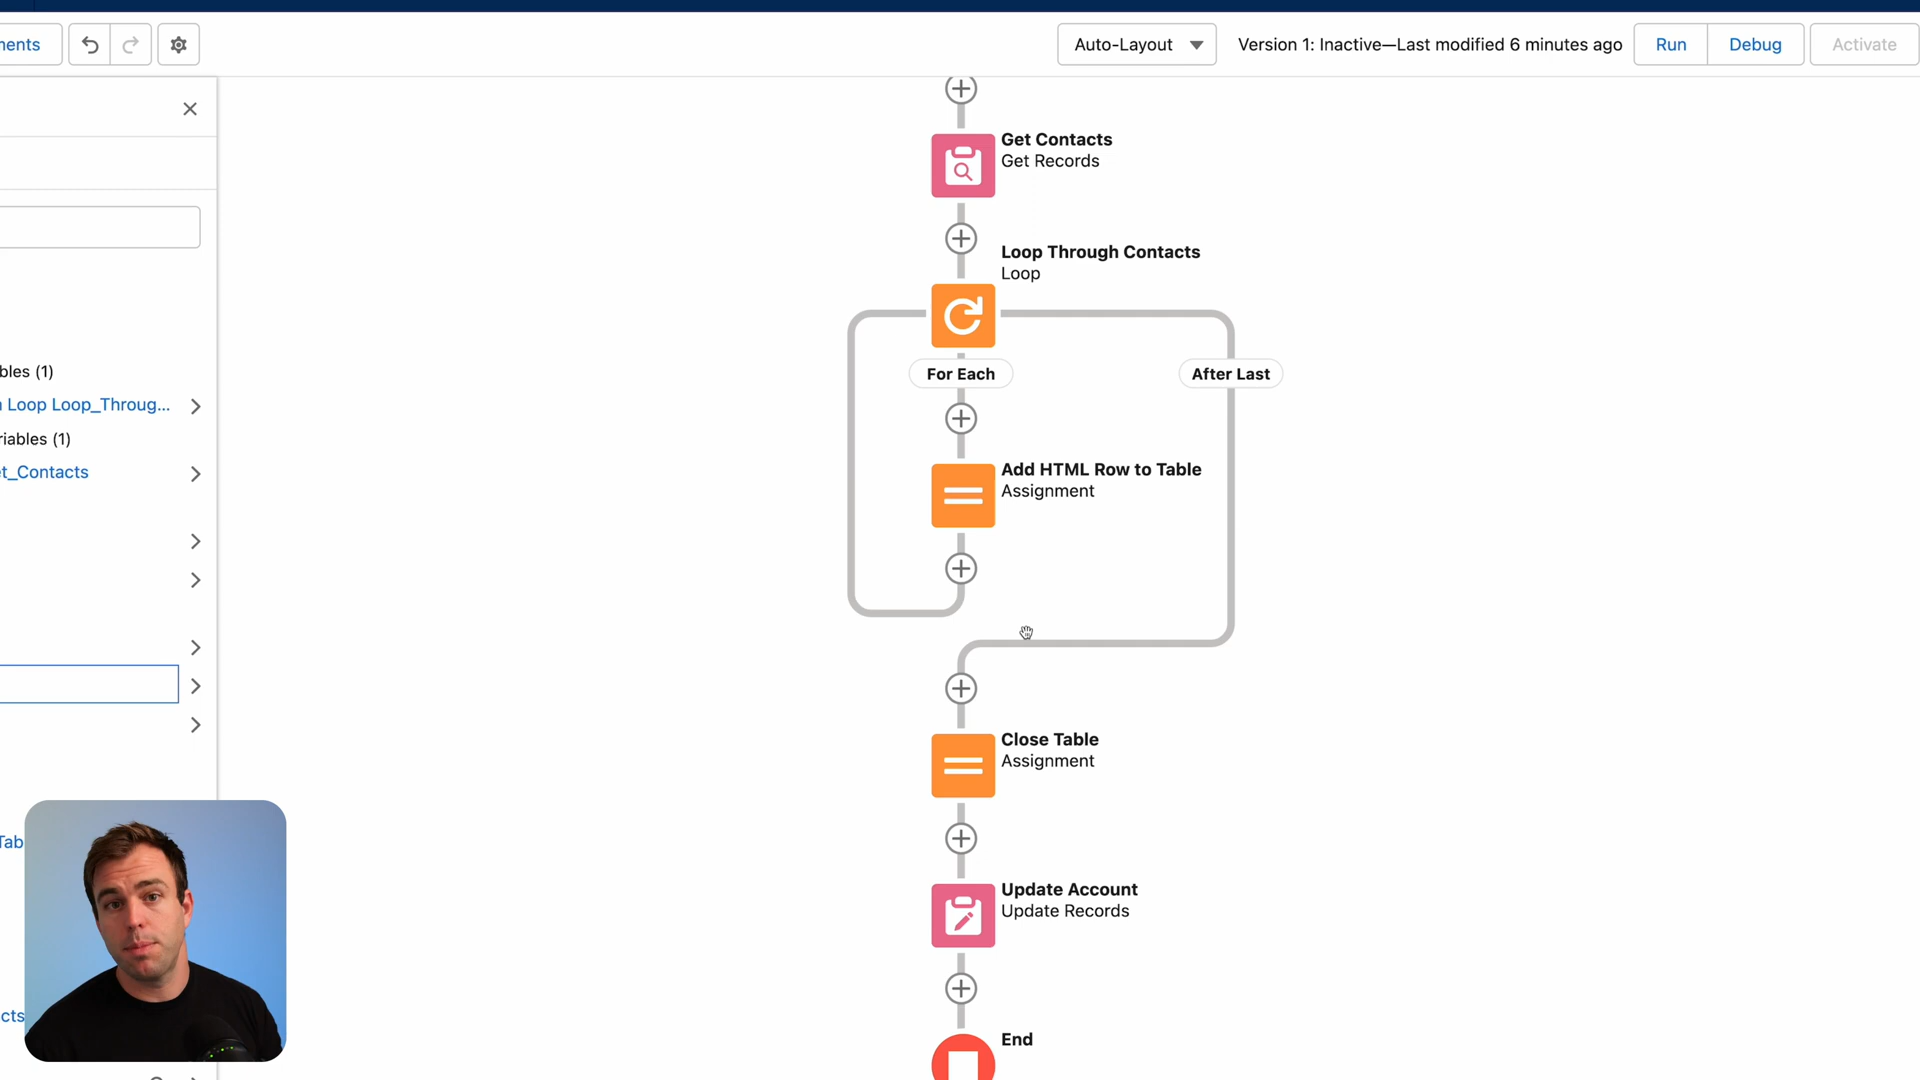 nents
Auto-Layout
Version 1: Inactive—Last modified 6 minutes ago
Run
Debug
Activate
Get Contacts
Get Records
Loop Through Contacts
Loop
For Each
After Last
bles (1)
Loop Loop_Throug...
riables (1)
et_Contacts
Add HTML Row to Table
Assignment
Close Table
Assignment
Tab
Update Account
Update Records
cts
End